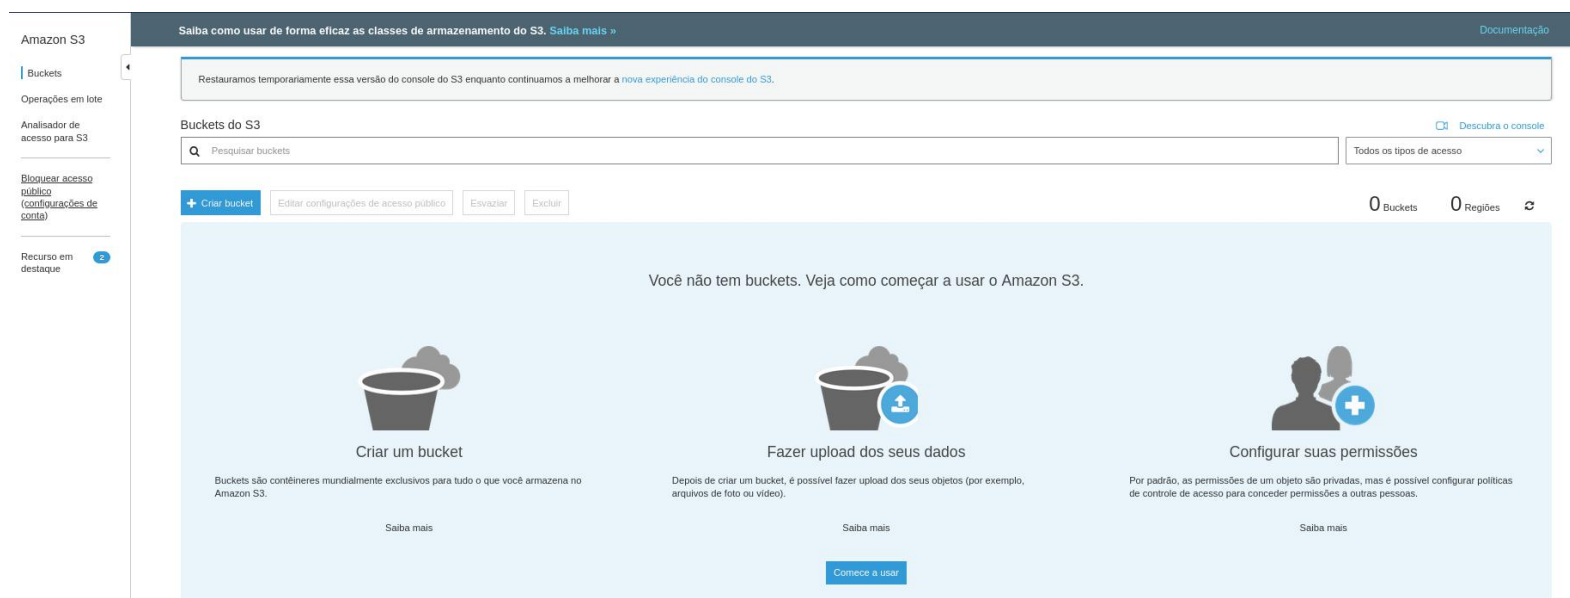 Amazon S3
Buckets
Operações em lote
Analisador de
acesso para S3
Bloquear acesso
público
(configurações de
conta)
Recurso em 2
destaque
Saiba como usar de forma eficaz as classes de armazenamento do S3. Saiba mais »
Documentação
Restauramos temporariamente essa versão do console do S3 enquanto continuamos a melhorar a nova experiência do console do S3.
Buckets do S3
Descubra o console
Pesquisar buckets
Todos os tipos de acesso
Criar bucket
Editar configurações de acesso público
Esvaziar
Excluir
0 Buckets
0 Regiões
Você não tem buckets. Veja como começar a usar o Amazon S3.
Criar um bucket
Buckets são contêineres mundialmente exclusivos para tudo o que você armazena no
Amazon S3.
Saiba mais
Fazer upload dos seus dados
Depois de criar um bucket, é possível fazer upload dos seus objetos (por exemplo,
arquivos de foto ou vídeo).
Saiba mais
Configurar suas permissões
Por padrão, as permissões de um objeto são privadas, mas é possível configurar políticas
de controle de acesso para conceder permissões a outras pessoas.
Saiba mais
Comece a usar